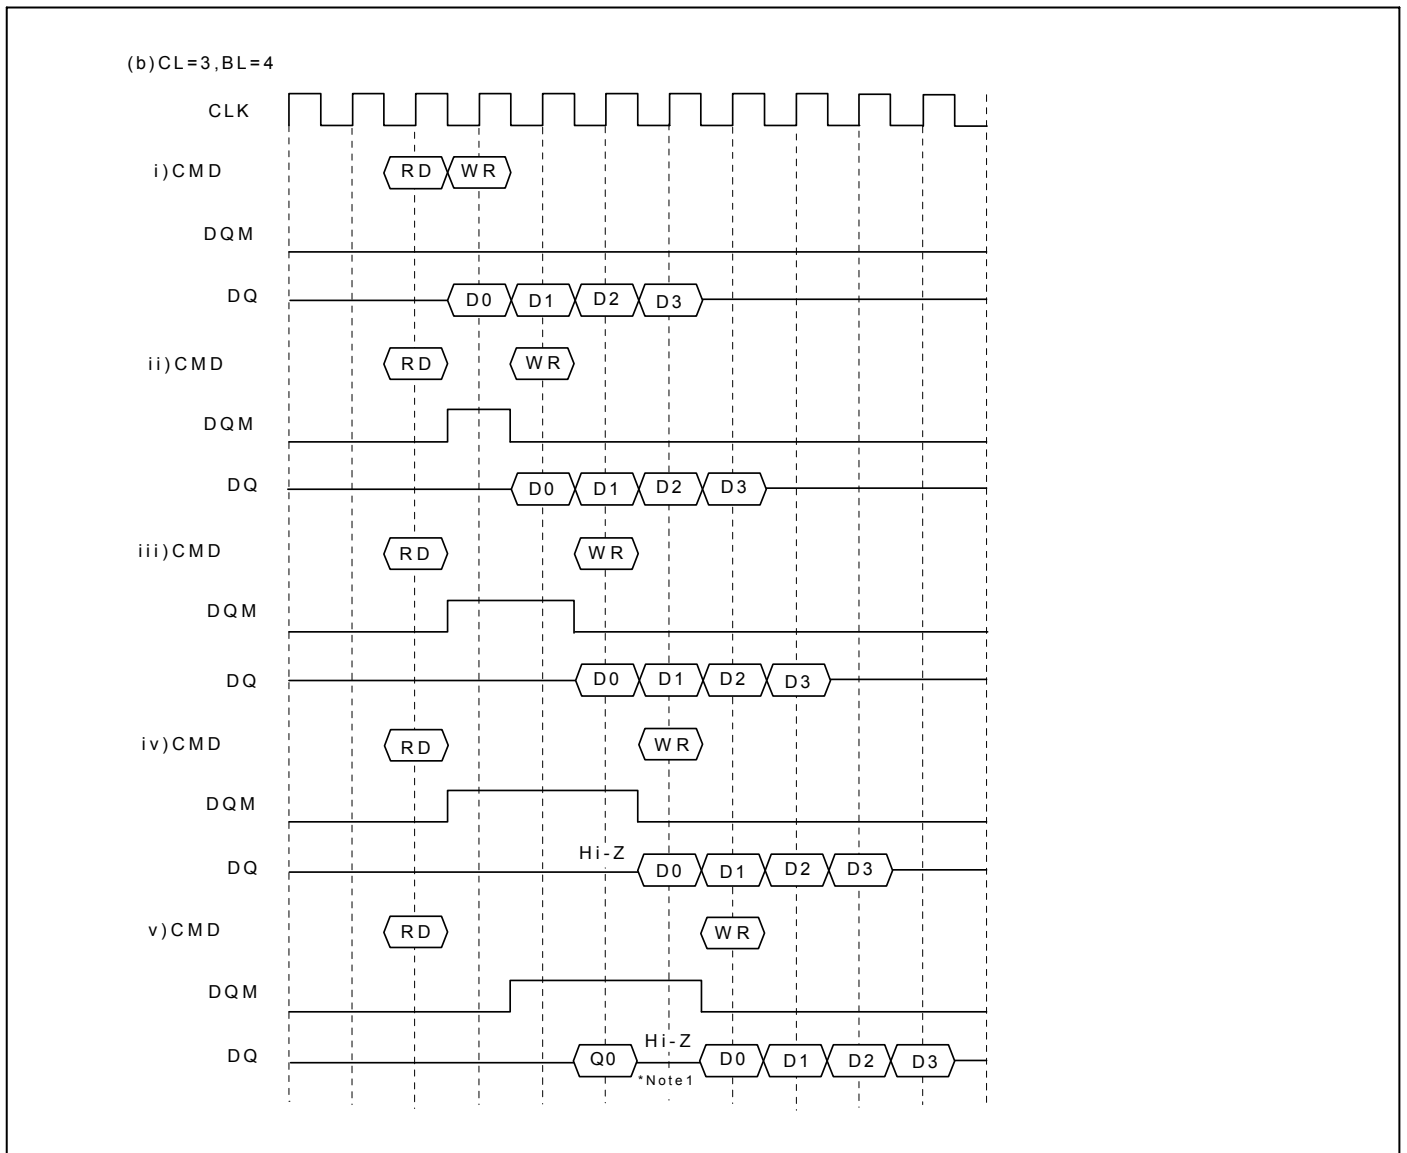 (b)CL=3,BL=4
CLK
i)CMD RD WR
DQM
DQ D0 D1 D2 D3
ii)CMD RD WR
DQM
DQ D0 D1 D2 D3
iii)CMD RD WR
DQM
DQ D0 D1 D2 D3
iv)CMD RD WR
DQM
Hi-Z
DQ D0 D1 D2 D3
v)CMD RD WR
DQM
Hi-Z
DQ Q0 D0 D1 D2 D3
*Note1